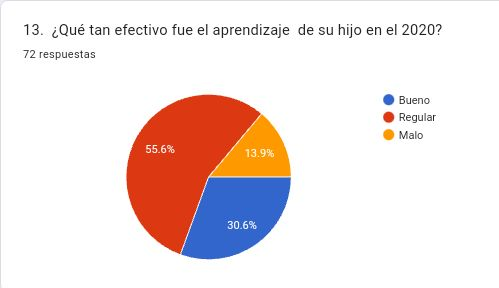 13. ¿Qué tan efectivo fue el aprendizaje de su hijo en el 2020?
72 respuestas
Bueno
Regular
Malo
55.6%
13.9%
30.6%